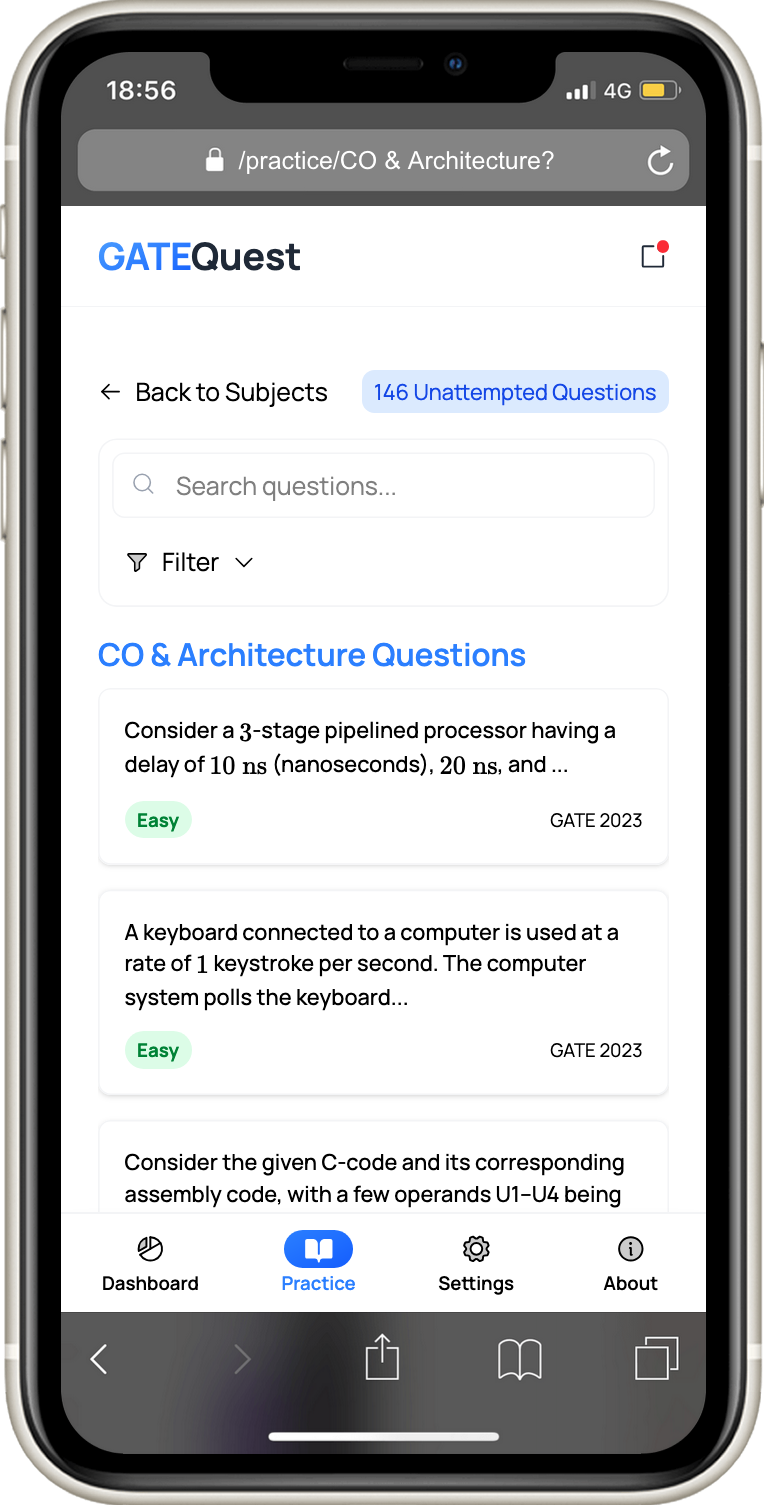 18:56
4G
/practice/CO & Architecture?
GATEQuest
Back to Subjects
146 Unattempted Questions
Search questions...
Filter
CO & Architecture Questions
Consider a 3-stage pipelined processor having a
delay of 10 ns (nanoseconds), 20 ns, and ...
Easy
GATE 2023
A keyboard connected to a computer is used at a
rate of 1 keystroke per second. The computer
system polls the keyboard...
Easy
GATE 2023
Consider the given C-code and its corresponding
assembly code, with a few operands U1–U4 being
Dashboard
Practice
Settings
About